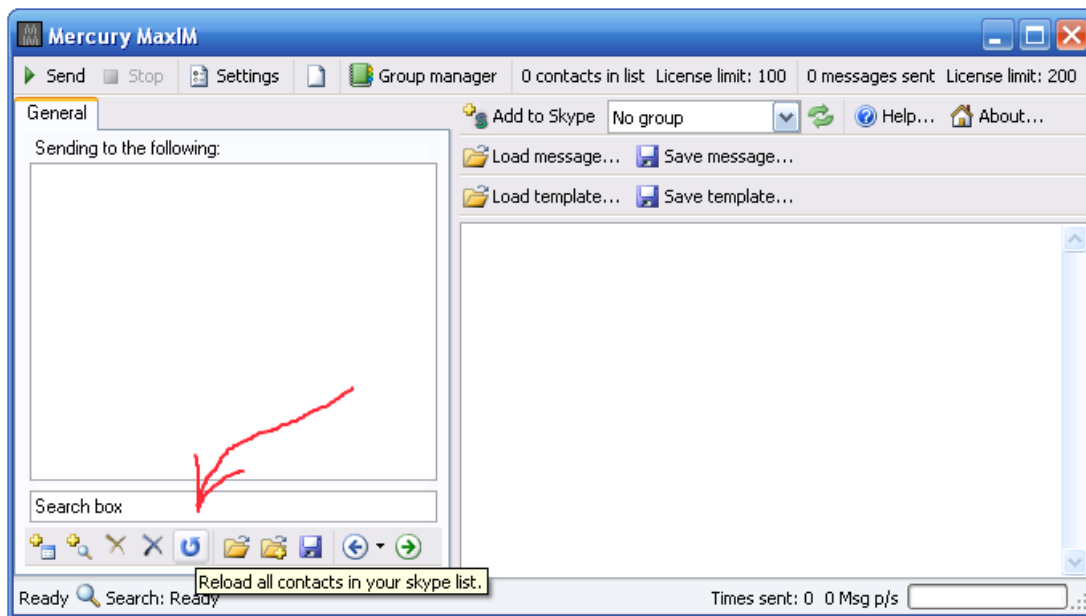 Mercury MaxIM
Send Stop Settings Group manager 0 contacts in list License limit: 100 0 messages sent License limit: 200
General
Add to Skype No group Help... About...
Sending to the following:
Load message... Save message...
Load template... Save template...
Search box
Reload all contacts in your skype list.
Ready Search: Ready Times sent: 0 0 Msg p/s